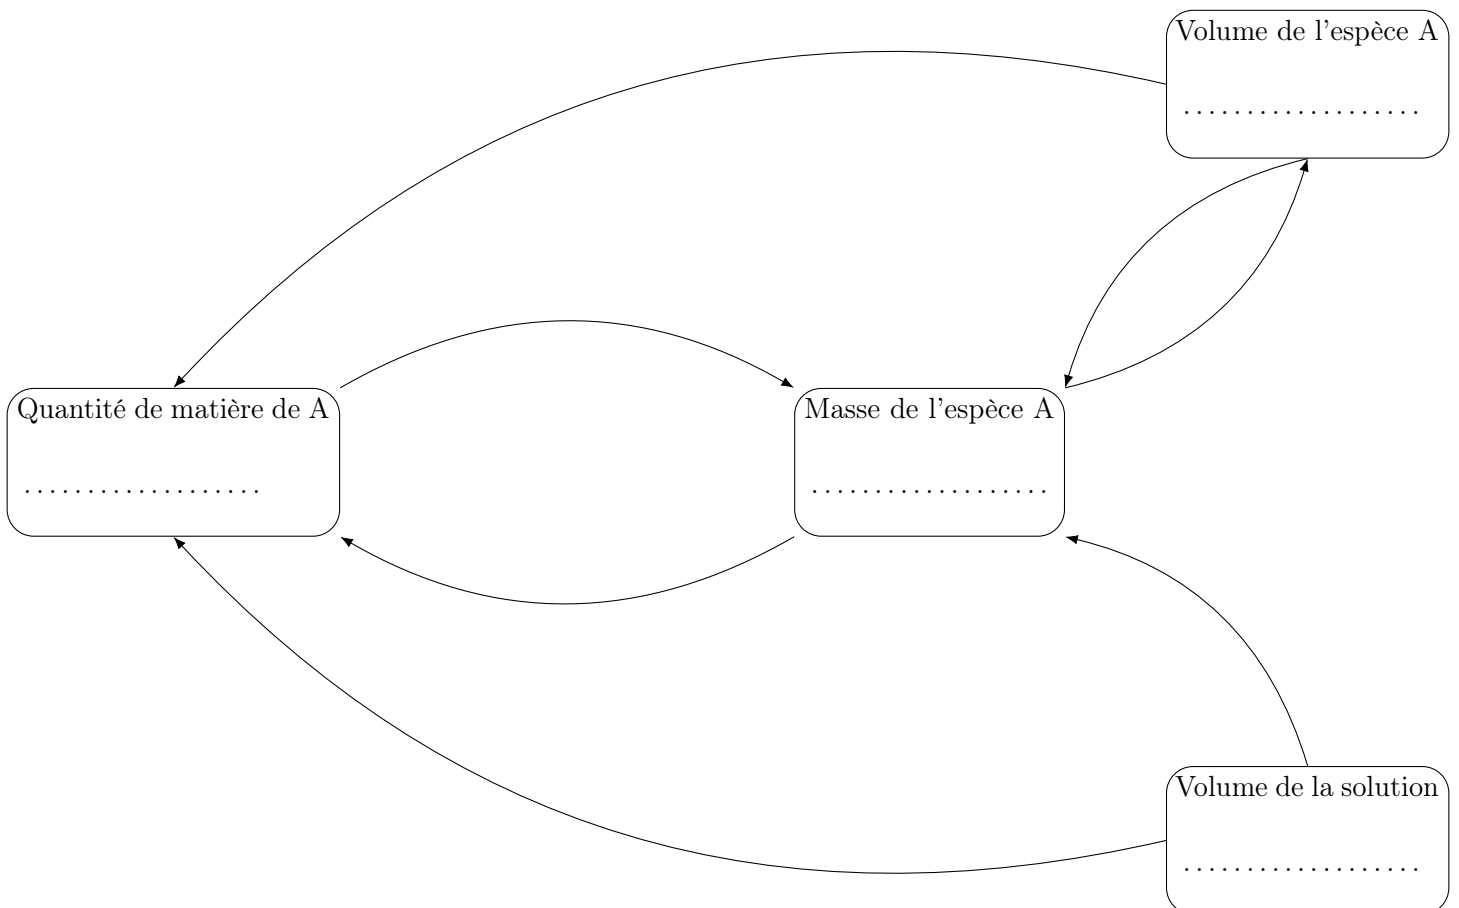 Volume de l'espèce A
...................
Quantité de matière de A
...................
Masse de l'espèce A
...................
Volume de la solution
...................